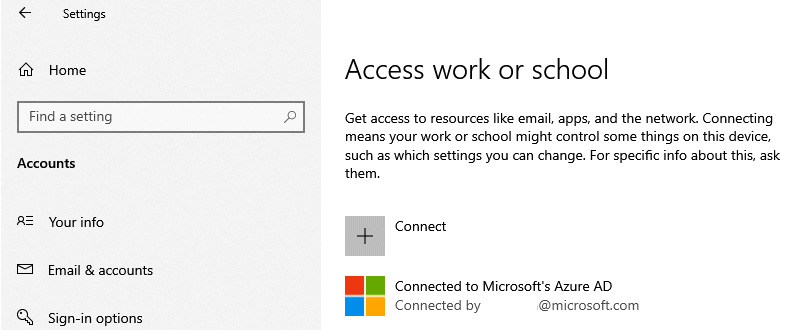 Settings
Home
Find a setting
Accounts
Your info
Email & accounts
Sign-in options
Access work or school
Get access to resources like email, apps, and the network. Connecting
means your work or school might control some things on this device,
such as which settings you can change. For specific info about this, ask
them.
Connect
Connected to Microsoft's Azure AD
Connected by @microsoft.com